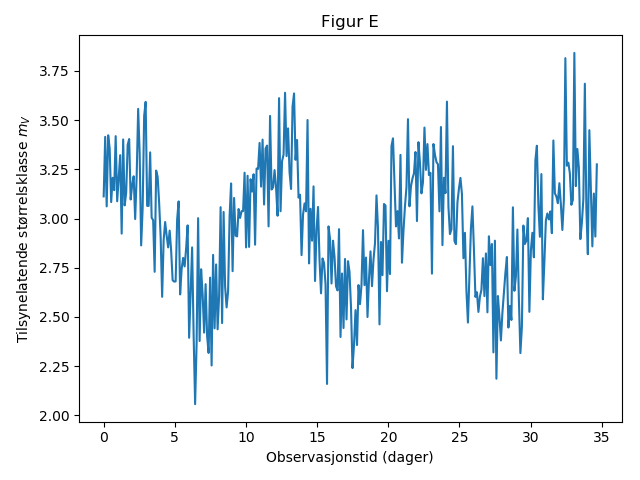 Figur E
Tilsynelatende størrelsesklasse m_V
3.75
3.50
3.25
3.00
2.75
2.50
2.25
2.00
0 5 10 15 20 25 30 35
Observasjonstid (dager)